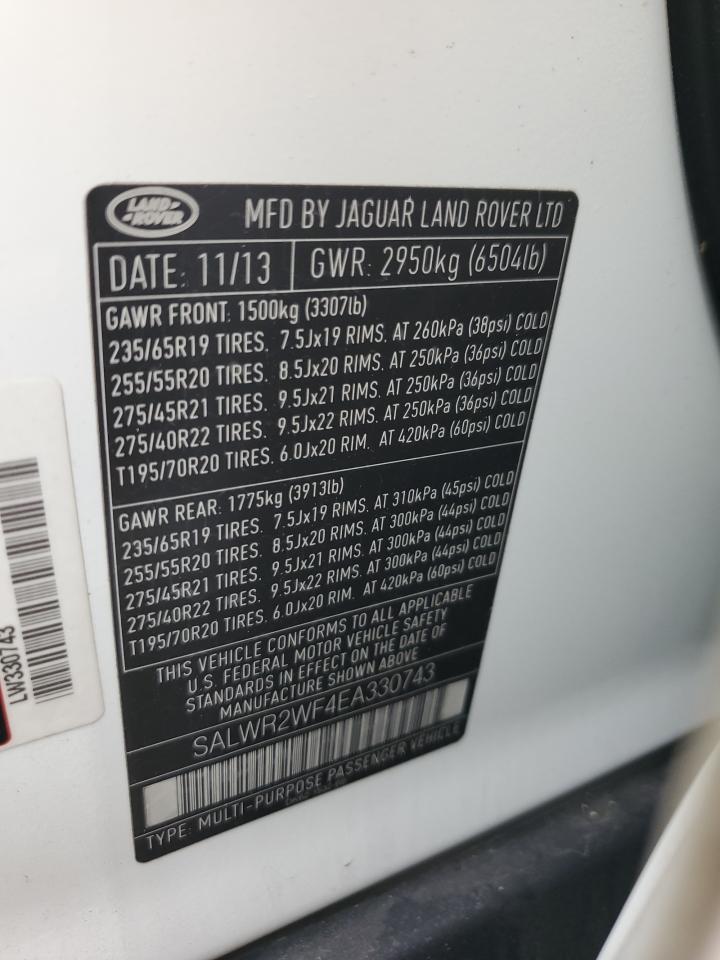 LAND-
-ROVER
MFD BY JAGUAR LAND ROVER LTD
DATE: 11/13 GWR: 2950kg (6504lb)
GAWR FRONT: 1500kg (3307lb)
235/65R19 TIRES. 7.5Jx19 RIMS. AT 260kPa (38psi) COLD
255/55R20 TIRES. 8.5Jx20 RIMS. AT 250kPa (36psi) COLD
275/45R21 TIRES. 9.5Jx21 RIMS. AT 250kPa (36psi) COLD
275/40R22 TIRES. 9.5Jx22 RIMS. AT 250kPa (36psi) COLD
T195/70R20 TIRES. 6.0Jx20 RIM. AT 420kPa (60psi) COLD
GAWR REAR: 1775kg (3913lb)
235/65R19 TIRES. 7.5Jx19 RIMS. AT 310kPa (45psi) COLD
255/55R20 TIRES. 8.5Jx20 RIMS. AT 300kPa (44psi) COLD
275/45R21 TIRES. 9.5Jx21 RIMS. AT 300kPa (44psi) COLD
275/40R22 TIRES. 9.5Jx22 RIMS. AT 300kPa (44psi) COLD
T195/70R20 TIRES. 6.0Jx20 RIM. AT 420kPa (60psi) COLD
THIS VEHICLE CONFORMS TO ALL APPLICABLE
U.S. FEDERAL MOTOR VEHICLE SAFETY
STANDARDS IN EFFECT ON THE DATE OF
MANUFACTURE SHOWN ABOVE
SALWR2WF4EA330743
TYPE: MULTI-PURPOSE PASSENGER VEHICLE
LW330743